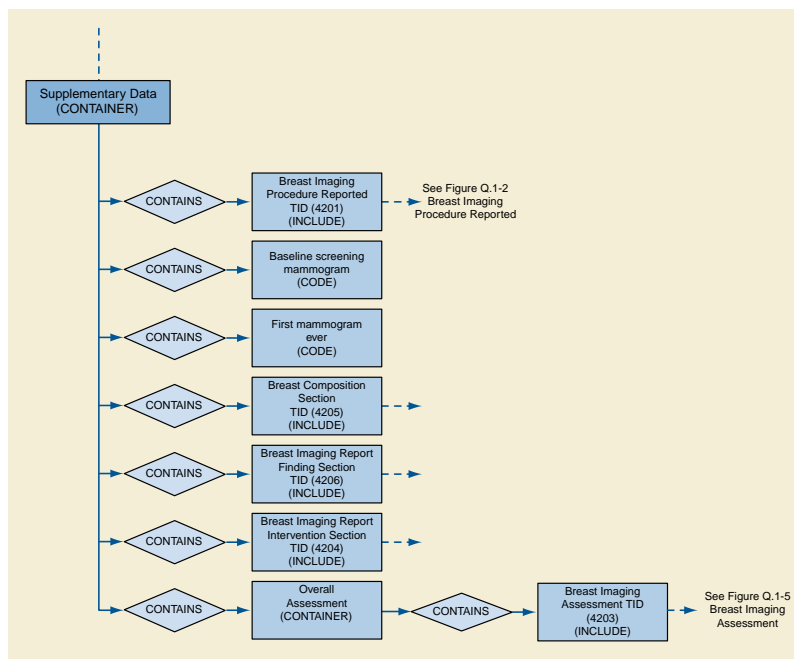 Supplementary Data
(CONTAINER)
CONTAINS
Breast Imaging
Procedure Reported
TID (4201)
(INCLUDE)
See Figure Q.1-2
Breast Imaging
Procedure Reported
CONTAINS
Baseline screening
mammogram
(CODE)
CONTAINS
First mammogram
ever
(CODE)
CONTAINS
Breast Composition
Section
TID (4205)
(INCLUDE)
CONTAINS
Breast Imaging Report
Finding Section
TID (4206)
(INCLUDE)
CONTAINS
Breast Imaging Report
Intervention Section
TID (4204)
(INCLUDE)
CONTAINS
Overall
Assessment
(CONTAINER)
CONTAINS
Breast Imaging
Assessment TID
(4203)
(INCLUDE)
See Figure Q.1-5
Breast Imaging
Assessment